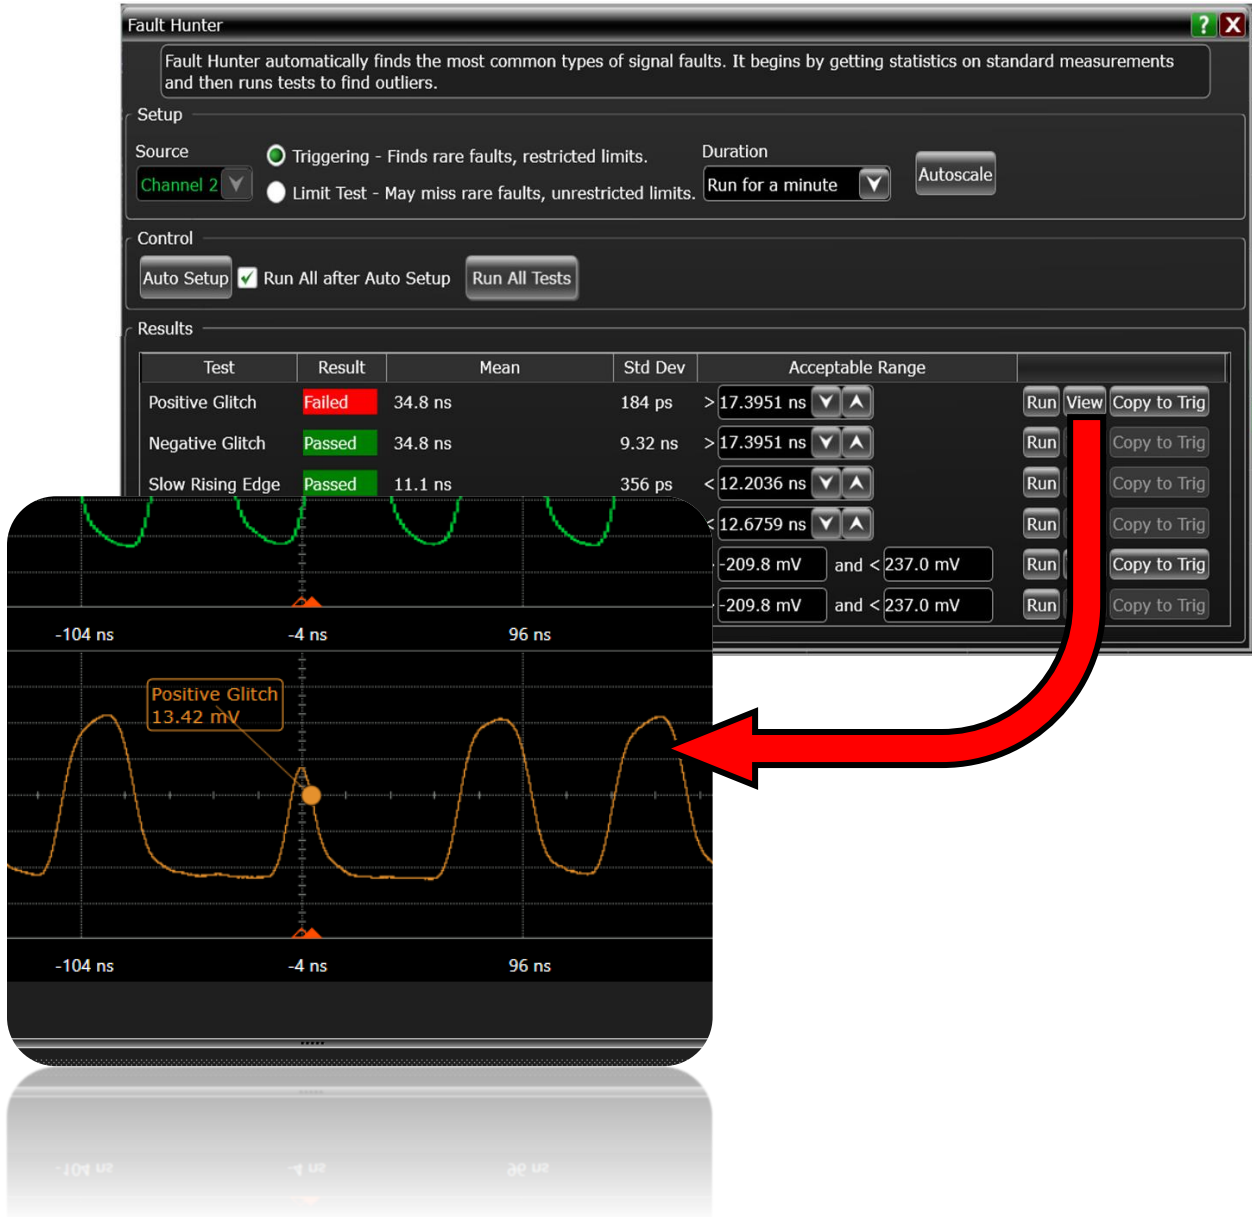 Fault Hunter
? X
Fault Hunter automatically finds the most common types of signal faults. It begins by getting statistics on standard measurements
and then runs tests to find outliers.
Setup
Source
Triggering - Finds rare faults, restricted limits.
Duration
Channel 2
Limit Test - May miss rare faults, unrestricted limits.
Run for a minute
Autoscale
Control
Auto Setup Run All after Auto Setup Run All Tests
Results
Test Result Mean Std Dev Acceptable Range
Positive Glitch Failed 34.8 ns 184 ps > 17.3951 ns Run View Copy to Trig
Negative Glitch Passed 34.8 ns 9.32 ns > 17.3951 ns Run Copy to Trig
Slow Rising Edge Passed 11.1 ns 356 ps < 12.2036 ns Run Copy to Trig
< 12.6759 ns Run Copy to Trig
-209.8 mV and < 237.0 mV Run Copy to Trig
-209.8 mV and < 237.0 mV Run Copy to Trig
-104 ns -4 ns 96 ns
Positive Glitch
13.42 mV
-104 ns -4 ns 96 ns